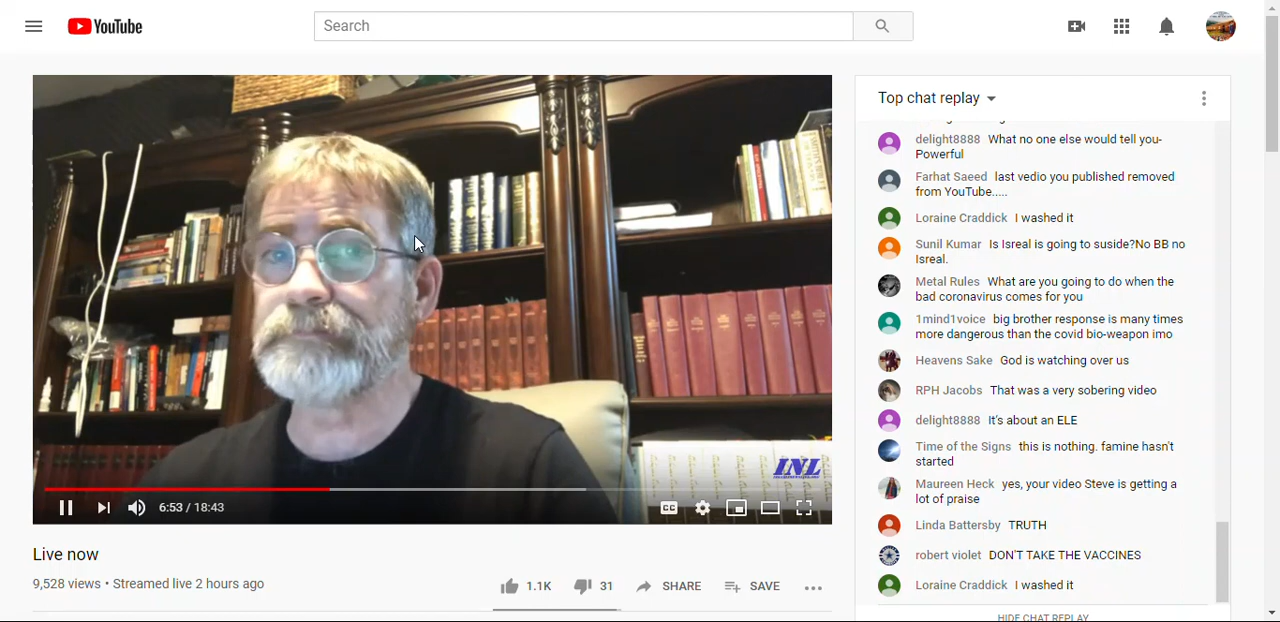 YouTube
Search
INL
6:53 / 18:43
CC
Live now
9,528 views • Streamed live 2 hours ago
1.1K
31
SHARE
SAVE
Top chat replay
delight8888 What no one else would tell you-
Powerful
Farhat Saeed last vedio you published removed
from YouTube.....
Loraine Craddick I washed it
Sunil Kumar Is Isreal is going to suside?No BB no
Isreal.
Metal Rules What are you going to do when the
bad coronavirus comes for you
1mind1voice big brother response is many times
more dangerous than the covid bio-weapon imo
Heavens Sake God is watching over us
RPH Jacobs That was a very sobering video
delight8888 It's about an ELE
Time of the Signs this is nothing. famine hasn't
started
Maureen Heck yes, your video Steve is getting a
lot of praise
Linda Battersby TRUTH
robert violet DON'T TAKE THE VACCINES
Loraine Craddick I washed it
HIDE CHAT REPLAY